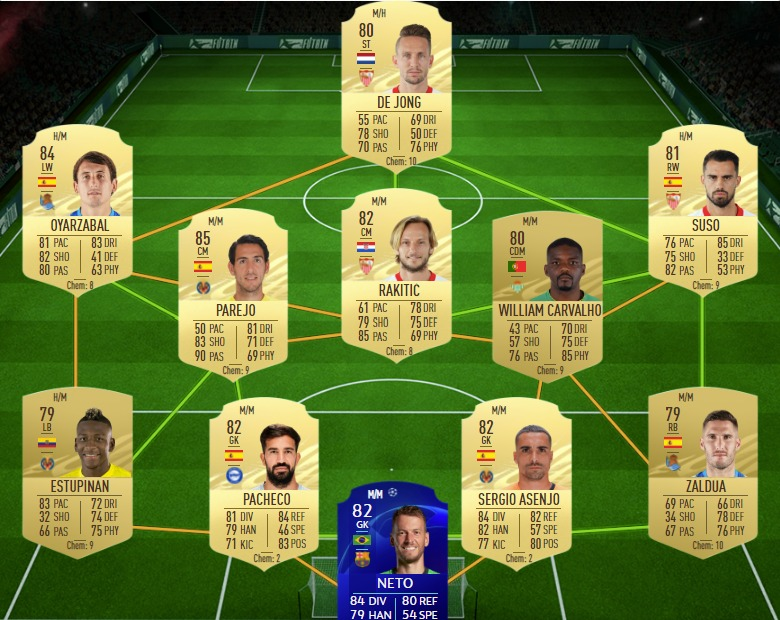 M/H
80
ST
DE JONG
55 PAC 69 DRI
78 SHO 50 DEF
70 PAS 76 PHY
Chem: 10
H/M
84
LW
OYARZABAL
81 PAC 83 DRI
82 SHO 41 DEF
80 PAS 63 PHY
Chem: 8
H/M
81
RW
SUSO
76 PAC 85 DRI
75 SHO 33 DEF
82 PAS 53 PHY
Chem: 9
M/M
85
CM
PAREJO
50 PAC 81 DRI
83 SHO 71 DEF
90 PAS 69 PHY
Chem: 9
M/M
82
CM
RAKITIC
61 PAC 78 DRI
79 SHO 75 DEF
85 PAS 69 PHY
Chem: 8
M/M
80
CDM
WILLIAM CARVALHO
43 PAC 70 DRI
57 SHO 75 DEF
76 PAS 85 PHY
Chem: 9
H/M
79
LB
ESTUPINAN
83 PAC 72 DRI
32 SHO 74 DEF
66 PAS 75 PHY
Chem: 9
M/M
82
GK
PACHECO
81 DIV 84 REF
79 HAN 46 SPE
71 KIC 83 POS
Chem: 2
M/M
82
GK
NETO
84 DIV 80 REF
79 HAN 54 SPE
M/M
82
GK
SERGIO ASENJO
84 DIV 82 REF
82 HAN 57 SPE
77 KIC 80 POS
Chem: 2
M/M
79
RB
ZALDUA
69 PAC 66 DRI
34 SHO 78 DEF
67 PAS 76 PHY
Chem: 10